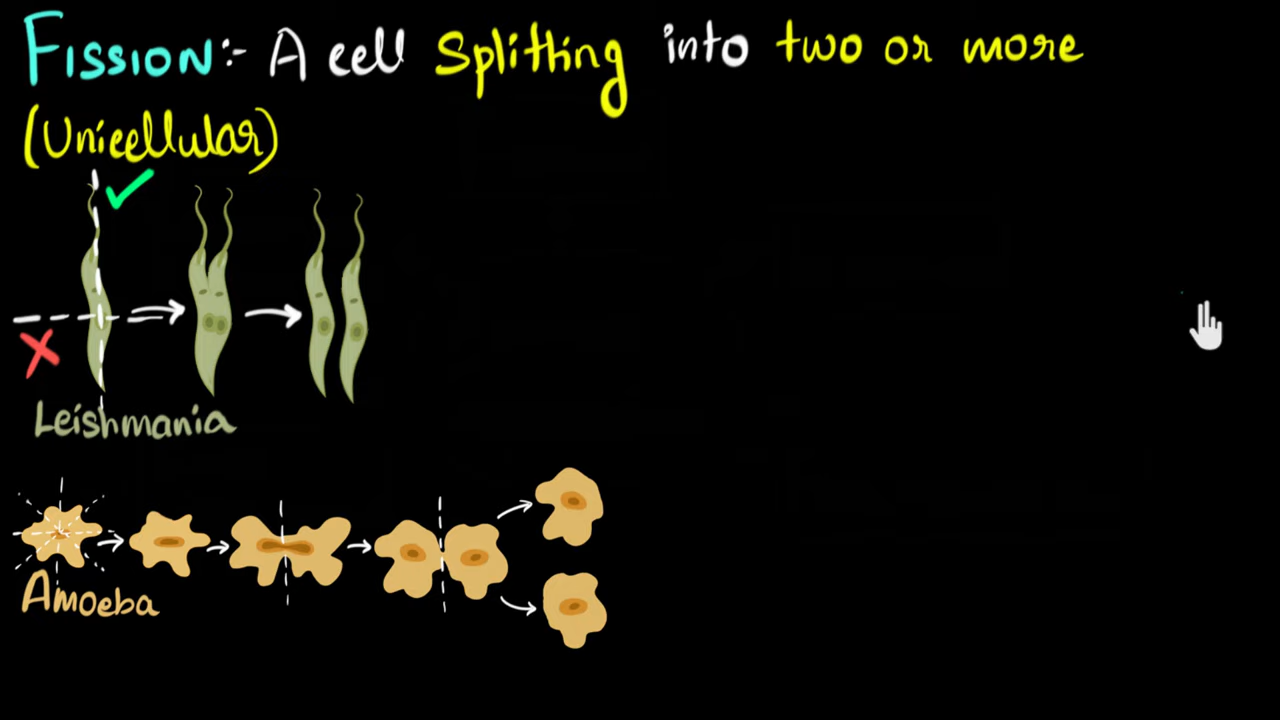 FISSION:- A cell Splitting into two or more
(Unicellular)
Leishmania
Amoeba